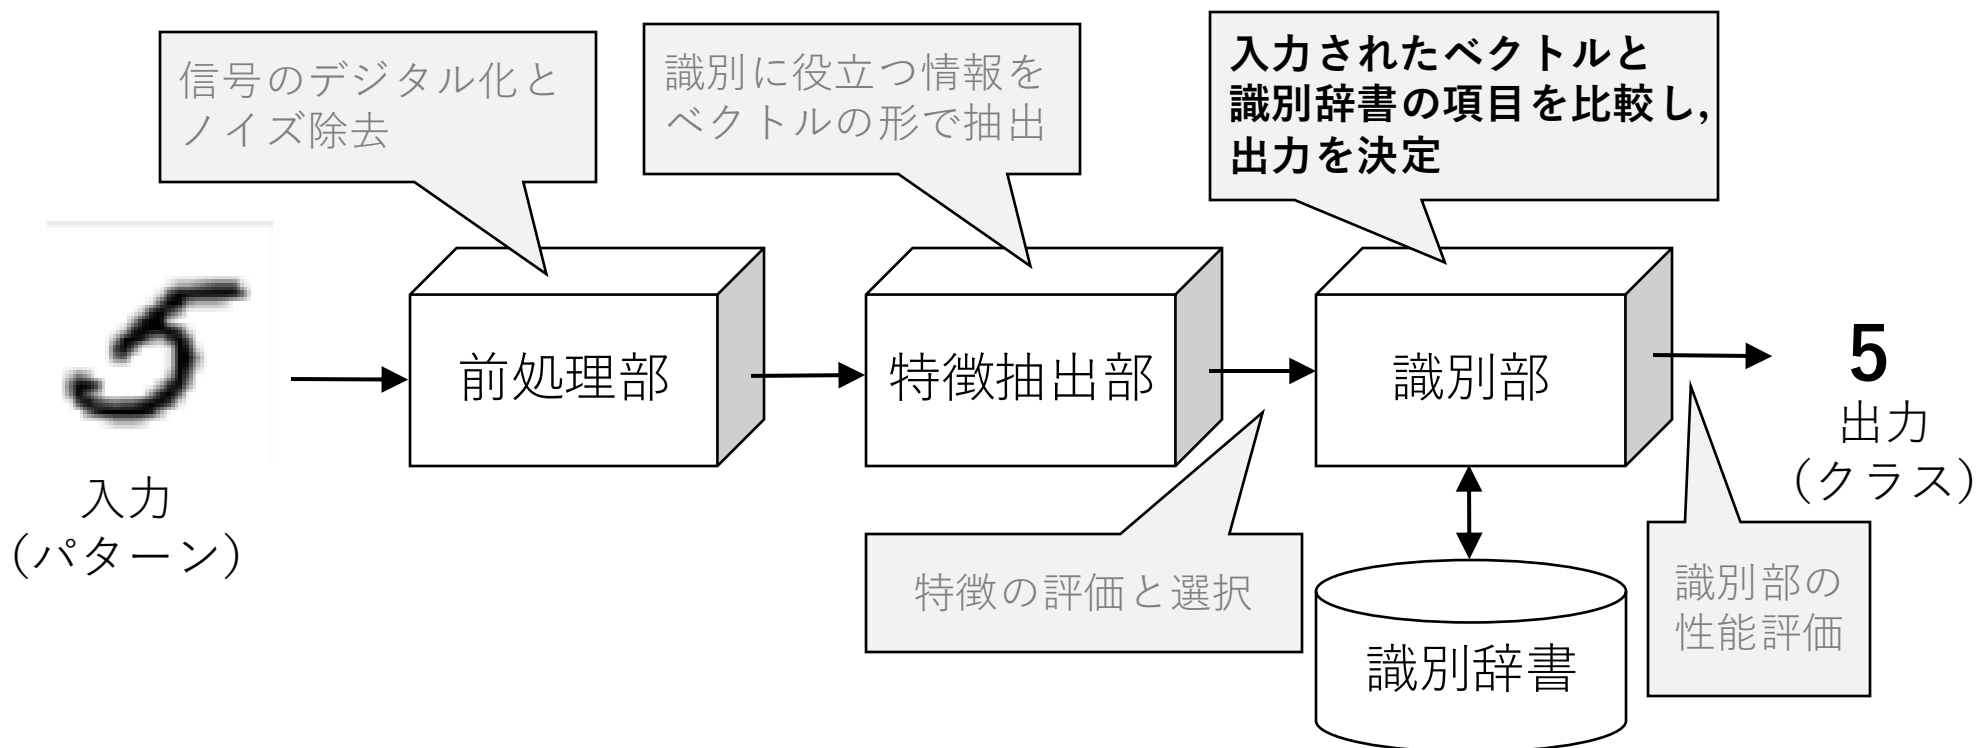 信号のデジタル化と
ノイズ除去
識別に役立つ情報を
ベクトルの形で抽出
入力されたベクトルと
識別辞書の項目を比較し,
出力を決定
5
入力
（パターン）
前処理部
特徴抽出部
識別部
5
出力
（クラス）
特徴の評価と選択
識別辞書
識別部の
性能評価